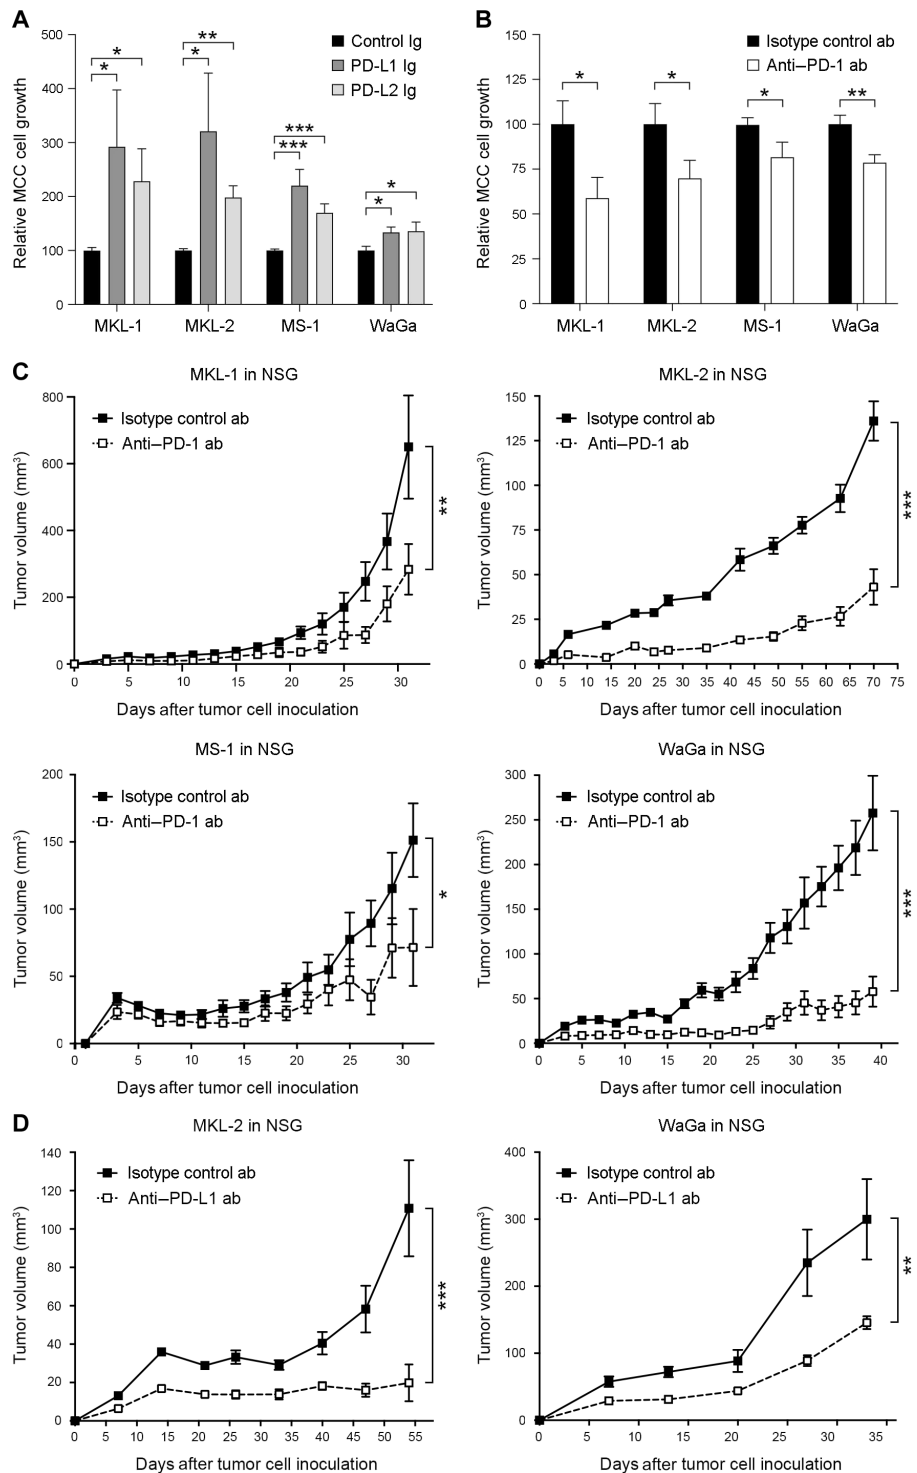 A
Relative MCC cell growth
500
400
300
200
100
0
Control Ig
PD-L1 Ig
PD-L2 Ig
*
*
*
**
***
***
*
*
MKL-1
MKL-2
MS-1
WaGa
B
Relative MCC cell growth
150
125
100
75
50
25
0
Isotype control ab
Anti–PD-1 ab
*
*
*
**
MKL-1
MKL-2
MS-1
WaGa
C
MKL-1 in NSG
Isotype control ab
Anti–PD-1 ab
Tumor volume (mm³)
800
600
400
200
0
**
0 5 10 15 20 25 30
Days after tumor cell inoculation
MKL-2 in NSG
Isotype control ab
Anti–PD-1 ab
Tumor volume (mm³)
150
125
100
75
50
25
0
***
0 5 10 15 20 25 30 35 40 45 50 55 60 65 70 75
Days after tumor cell inoculation
MS-1 in NSG
Isotype control ab
Anti–PD-1 ab
Tumor volume (mm³)
200
150
100
50
0
*
0 5 10 15 20 25 30
Days after tumor cell inoculation
WaGa in NSG
Isotype control ab
Anti–PD-1 ab
Tumor volume (mm³)
300
250
200
150
100
50
0
***
0 5 10 15 20 25 30 35 40
Days after tumor cell inoculation
D
MKL-2 in NSG
Isotype control ab
Anti–PD-L1 ab
Tumor volume (mm³)
140
120
100
80
60
40
20
0
***
0 5 10 15 20 25 30 35 40 45 50 55
Days after tumor cell inoculation
WaGa in NSG
Isotype control ab
Anti–PD-L1 ab
Tumor volume (mm³)
400
300
200
100
0
**
0 5 10 15 20 25 30 35
Days after tumor cell inoculation